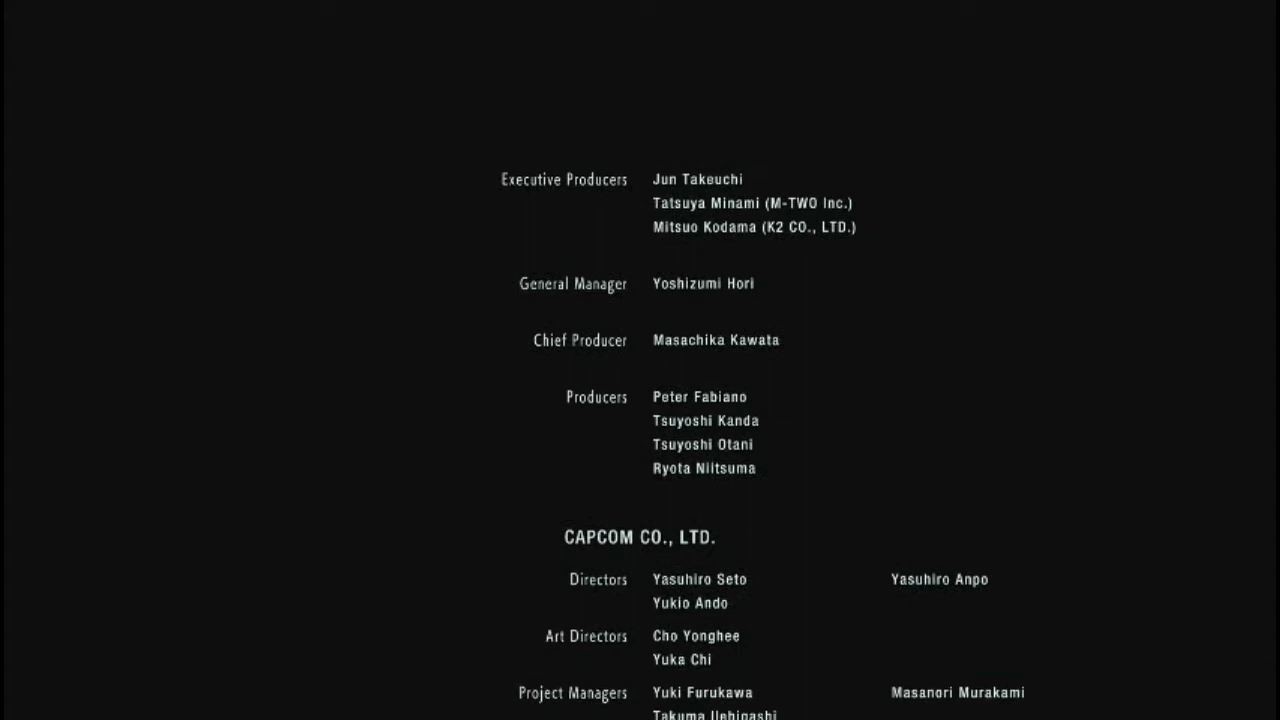 Executive Producers Jun Takeuchi
Tatsuya Minami (M-TWO Inc.)
Mitsuo Kodama (K2 CO., LTD.)
General Manager Yoshizumi Hori
Chief Producer Masachika Kawata
Producers Peter Fabiano
Tsuyoshi Kanda
Tsuyoshi Otani
Ryota Niitsuma
CAPCOM CO., LTD.
Directors Yasuhiro Seto Yasuhiro Anpo
Yukio Ando
Art Directors Cho Yonghee
Yuka Chi
Project Managers Yuki Furukawa Masanori Murakami
Takuma Uehigashi